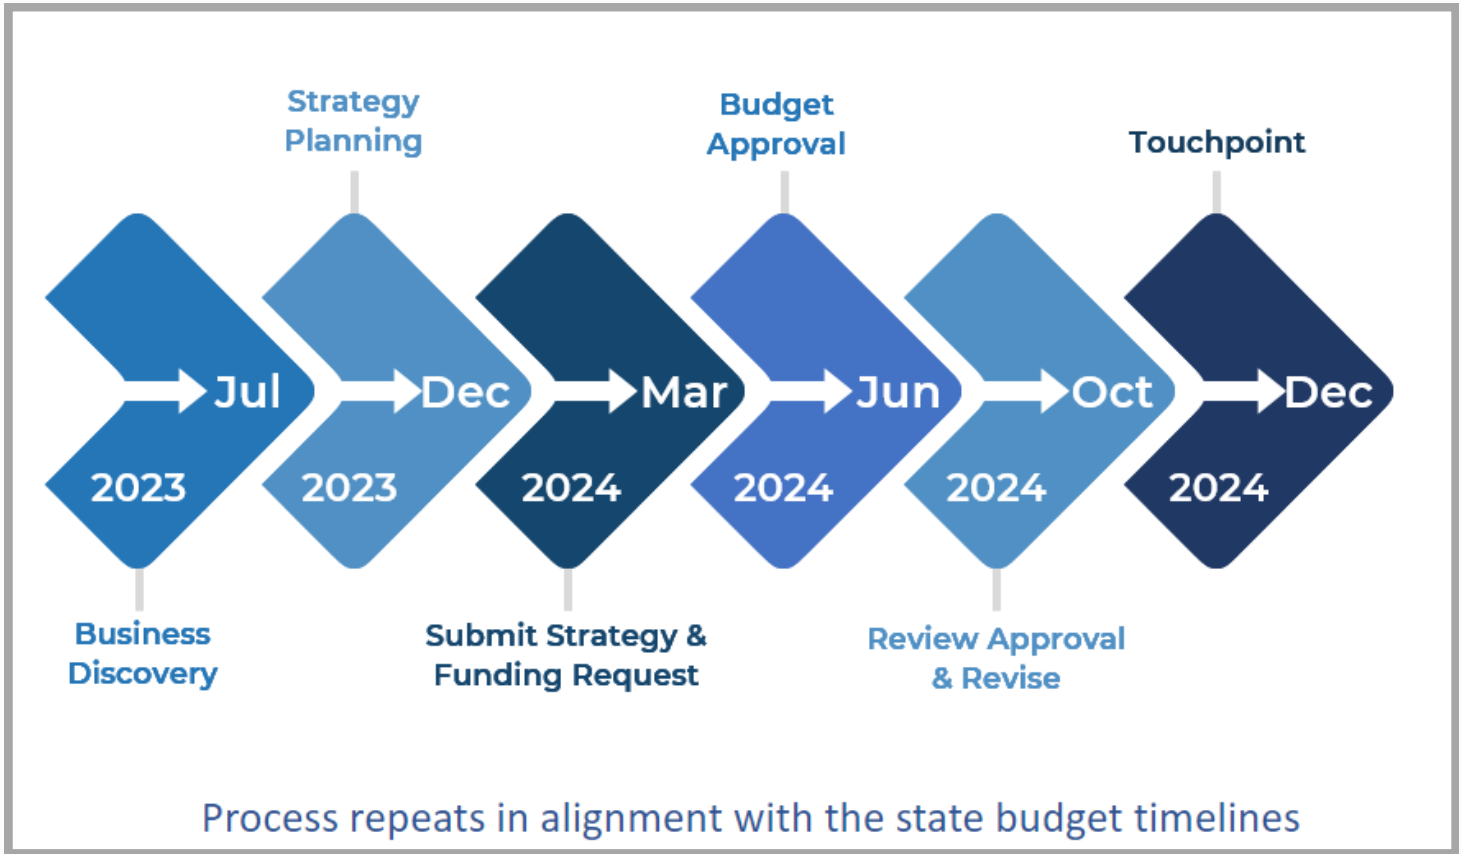 Strategy
Planning
Budget
Approval
Touchpoint
Jul
Dec
Mar
Jun
Oct
Dec
2023
2023
2024
2024
2024
2024
Business
Discovery
Submit Strategy &
Funding Request
Review Approval
& Revise
Process repeats in alignment with the state budget timelines